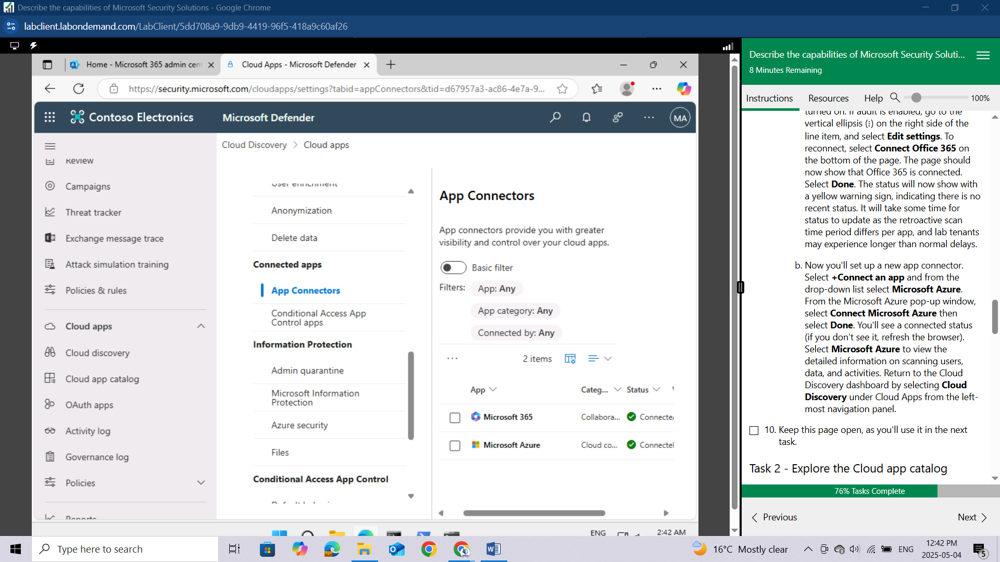 Describe the capabilities of Microsoft Security Solutions - Google Chrome
labclient.labondemand.com/LabClient/5dd708a9-9db9-4419-96f5-418a9c60af26
Home - Microsoft 365 admin cent
Cloud Apps - Microsoft Defender
https://security.microsoft.com/cloudapps/settings?tabid=appConnectors&tid=d67957a3-ac86-4e7a-9...
Contoso Electronics
Microsoft Defender
MA
Review
Campaigns
Threat tracker
Exchange message trace
Attack simulation training
Policies & rules
Cloud apps
Cloud discovery
Cloud app catalog
OAuth apps
Activity log
Governance log
Policies
Reports
Cloud Discovery > Cloud apps
User enrichment
Anonymization
Delete data
Connected apps
App Connectors
Conditional Access App
Control apps
Information Protection
Admin quarantine
Microsoft Information
Protection
Azure security
Files
Conditional Access App Control
App Connectors
App connectors provide you with greater
visibility and control over your cloud apps.
Basic filter
Filters:
App: Any
App category: Any
Connected by: Any
2 items
App
Categ...
Status
Microsoft 365
Collabora...
Connecte
Microsoft Azure
Cloud co...
Connecte
ENG
2:42 AM
Describe the capabilities of Microsoft Security Soluti...
8 Minutes Remaining
Instructions
Resources
Help
100%
turned on. If audit is enabled, go to the
vertical ellipsis (⋮) on the right side of the
line item, and select Edit settings. To
reconnect, select Connect Office 365 on
the bottom of the page. The page should
now show that Office 365 is connected.
Select Done. The status will now show with
a yellow warning sign, indicating there is no
recent status. It will take some time for
status to update as the retroactive scan
time period differs per app, and lab tenants
may experience longer than normal delays.
b. Now you'll set up a new app connector.
Select +Connect an app and from the
drop-down list select Microsoft Azure.
From the Microsoft Azure pop-up window,
select Connect Microsoft Azure then
select Done. You'll see a connected status
(if you don't see it, refresh the browser).
Select Microsoft Azure to view the
detailed information on scanning users,
data, and activities. Return to the Cloud
Discovery dashboard by selecting Cloud
Discovery under Cloud Apps from the left-
most navigation panel.
10. Keep this page open, as you'll use it in the next
task.
Task 2 - Explore the Cloud app catalog
76% Tasks Complete
Previous
Next
Type here to search
16°C Mostly clear
ENG
12:42 PM
2025-05-04
5